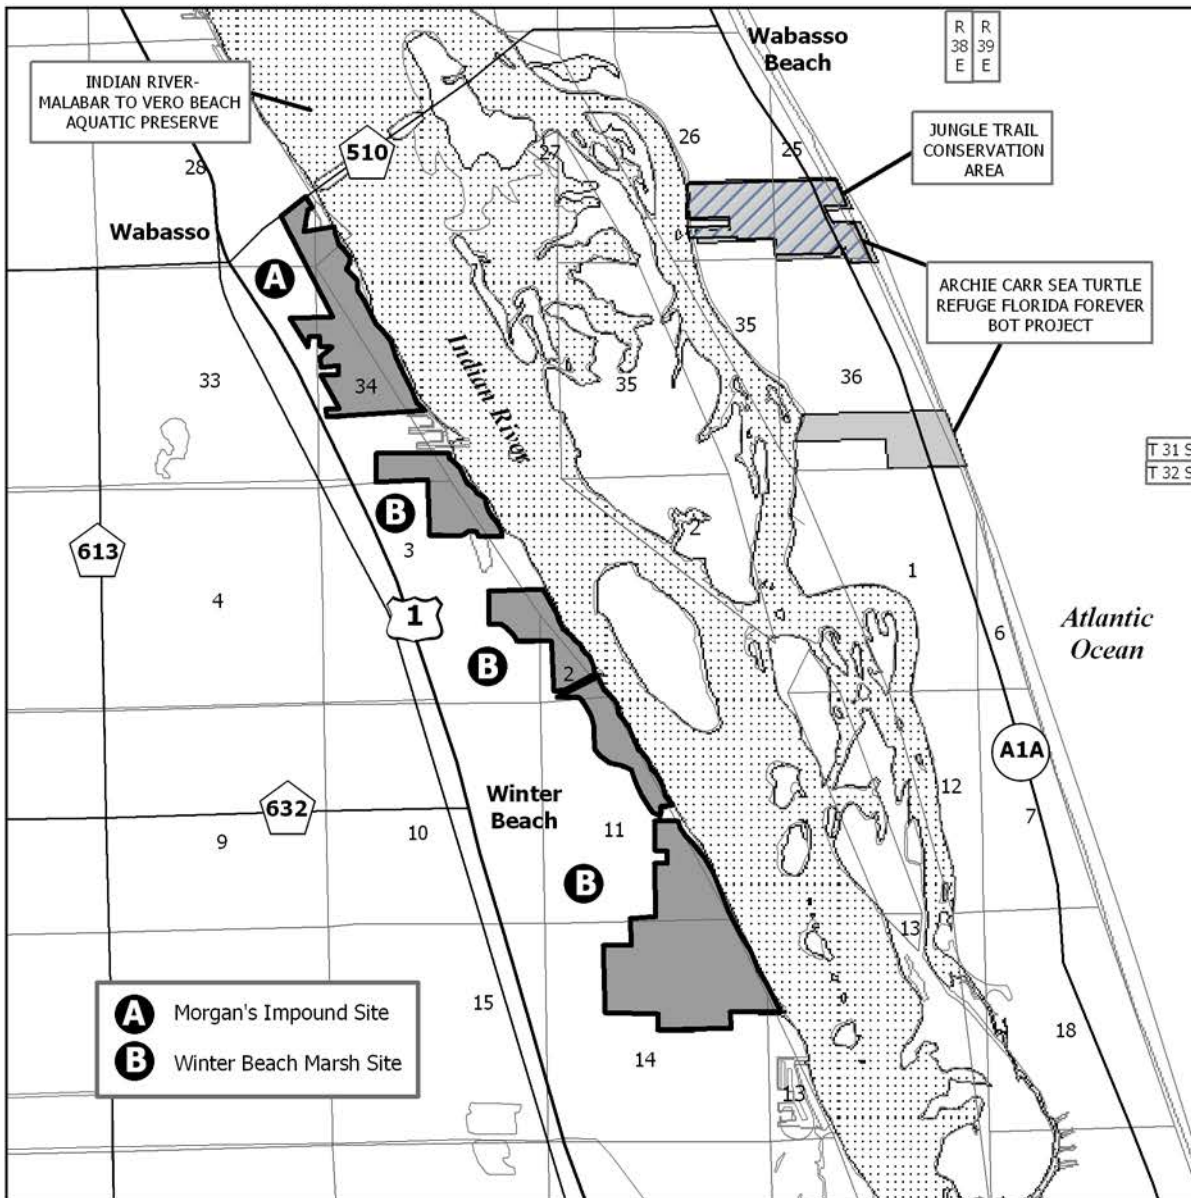 Wabasso
Beach
R
38
E
R
39
E
INDIAN RIVER-
MALABAR TO VERO BEACH
AQUATIC PRESERVE
JUNGLE TRAIL
CONSERVATION
AREA
26
25
27
510
28
Wabasso
A
ARCHIE CARR SEA TURTLE
REFUGE FLORIDA FOREVER
BOT PROJECT
35
Indian River
33
34
35
36
T 31 S
T 32 S
B
2
613
3
1
4
1
Atlantic
Ocean
6
B
2
A1A
12
7
Winter
Beach
632
9
10
11
B
13
A Morgan's Impound Site
B Winter Beach Marsh Site
15
18
14
13